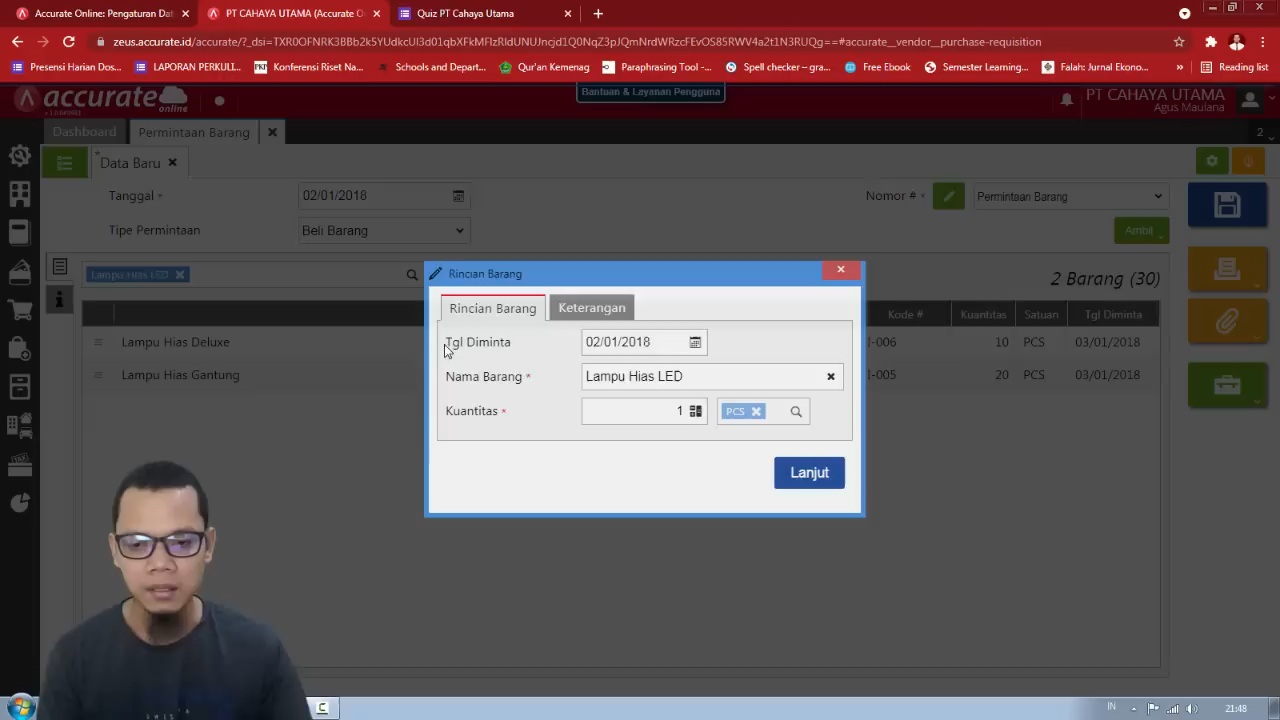 Accurate Online: Pengaturan Dat
PT CAHAYA UTAMA (Accurate O
Quiz PT Cahaya Utama
zeus.accurate.id/accurate/?_dsi=TXR0OFNRK3BBb2k5YUdkcUl3d01qbXFkMFlzRldUNUJncjd1Q0NqZ3pJQmNrdWRzcFEvOS85RWV4a2t1N3RUQg==#accurate__vendor__purchase-requisition
Presensi Harian Dos...
LAPORAN PERKULI...
Konferensi Riset Na...
Schools and Depart...
Qur'an Kemenag
Paraphrasing Tool -...
Spell checker – gra...
Free Ebook
Semester Learning...
Falah: Jurnal Ekono...
Reading list
accurate online
Bantuan & Layanan Pengguna
PT CAHAYA UTAMA
Agus Maulana
Dashboard
Permintaan Barang
2
Data Baru
Tanggal *
02/01/2018
Nomor # *
Permintaan Barang
Tipe Permintaan
Beli Barang
Ambil
Lampu Hias LED
2 Barang (30)
Kode #
Kuantitas
Satuan
Tgl Diminta
Lampu Hias Deluxe
I-006
10
PCS
03/01/2018
Lampu Hias Gantung
I-005
20
PCS
03/01/2018
Rincian Barang
Rincian Barang
Keterangan
Tgl Diminta
02/01/2018
Nama Barang *
Lampu Hias LED
Kuantitas *
1
PCS
Lanjut
IN
21:48